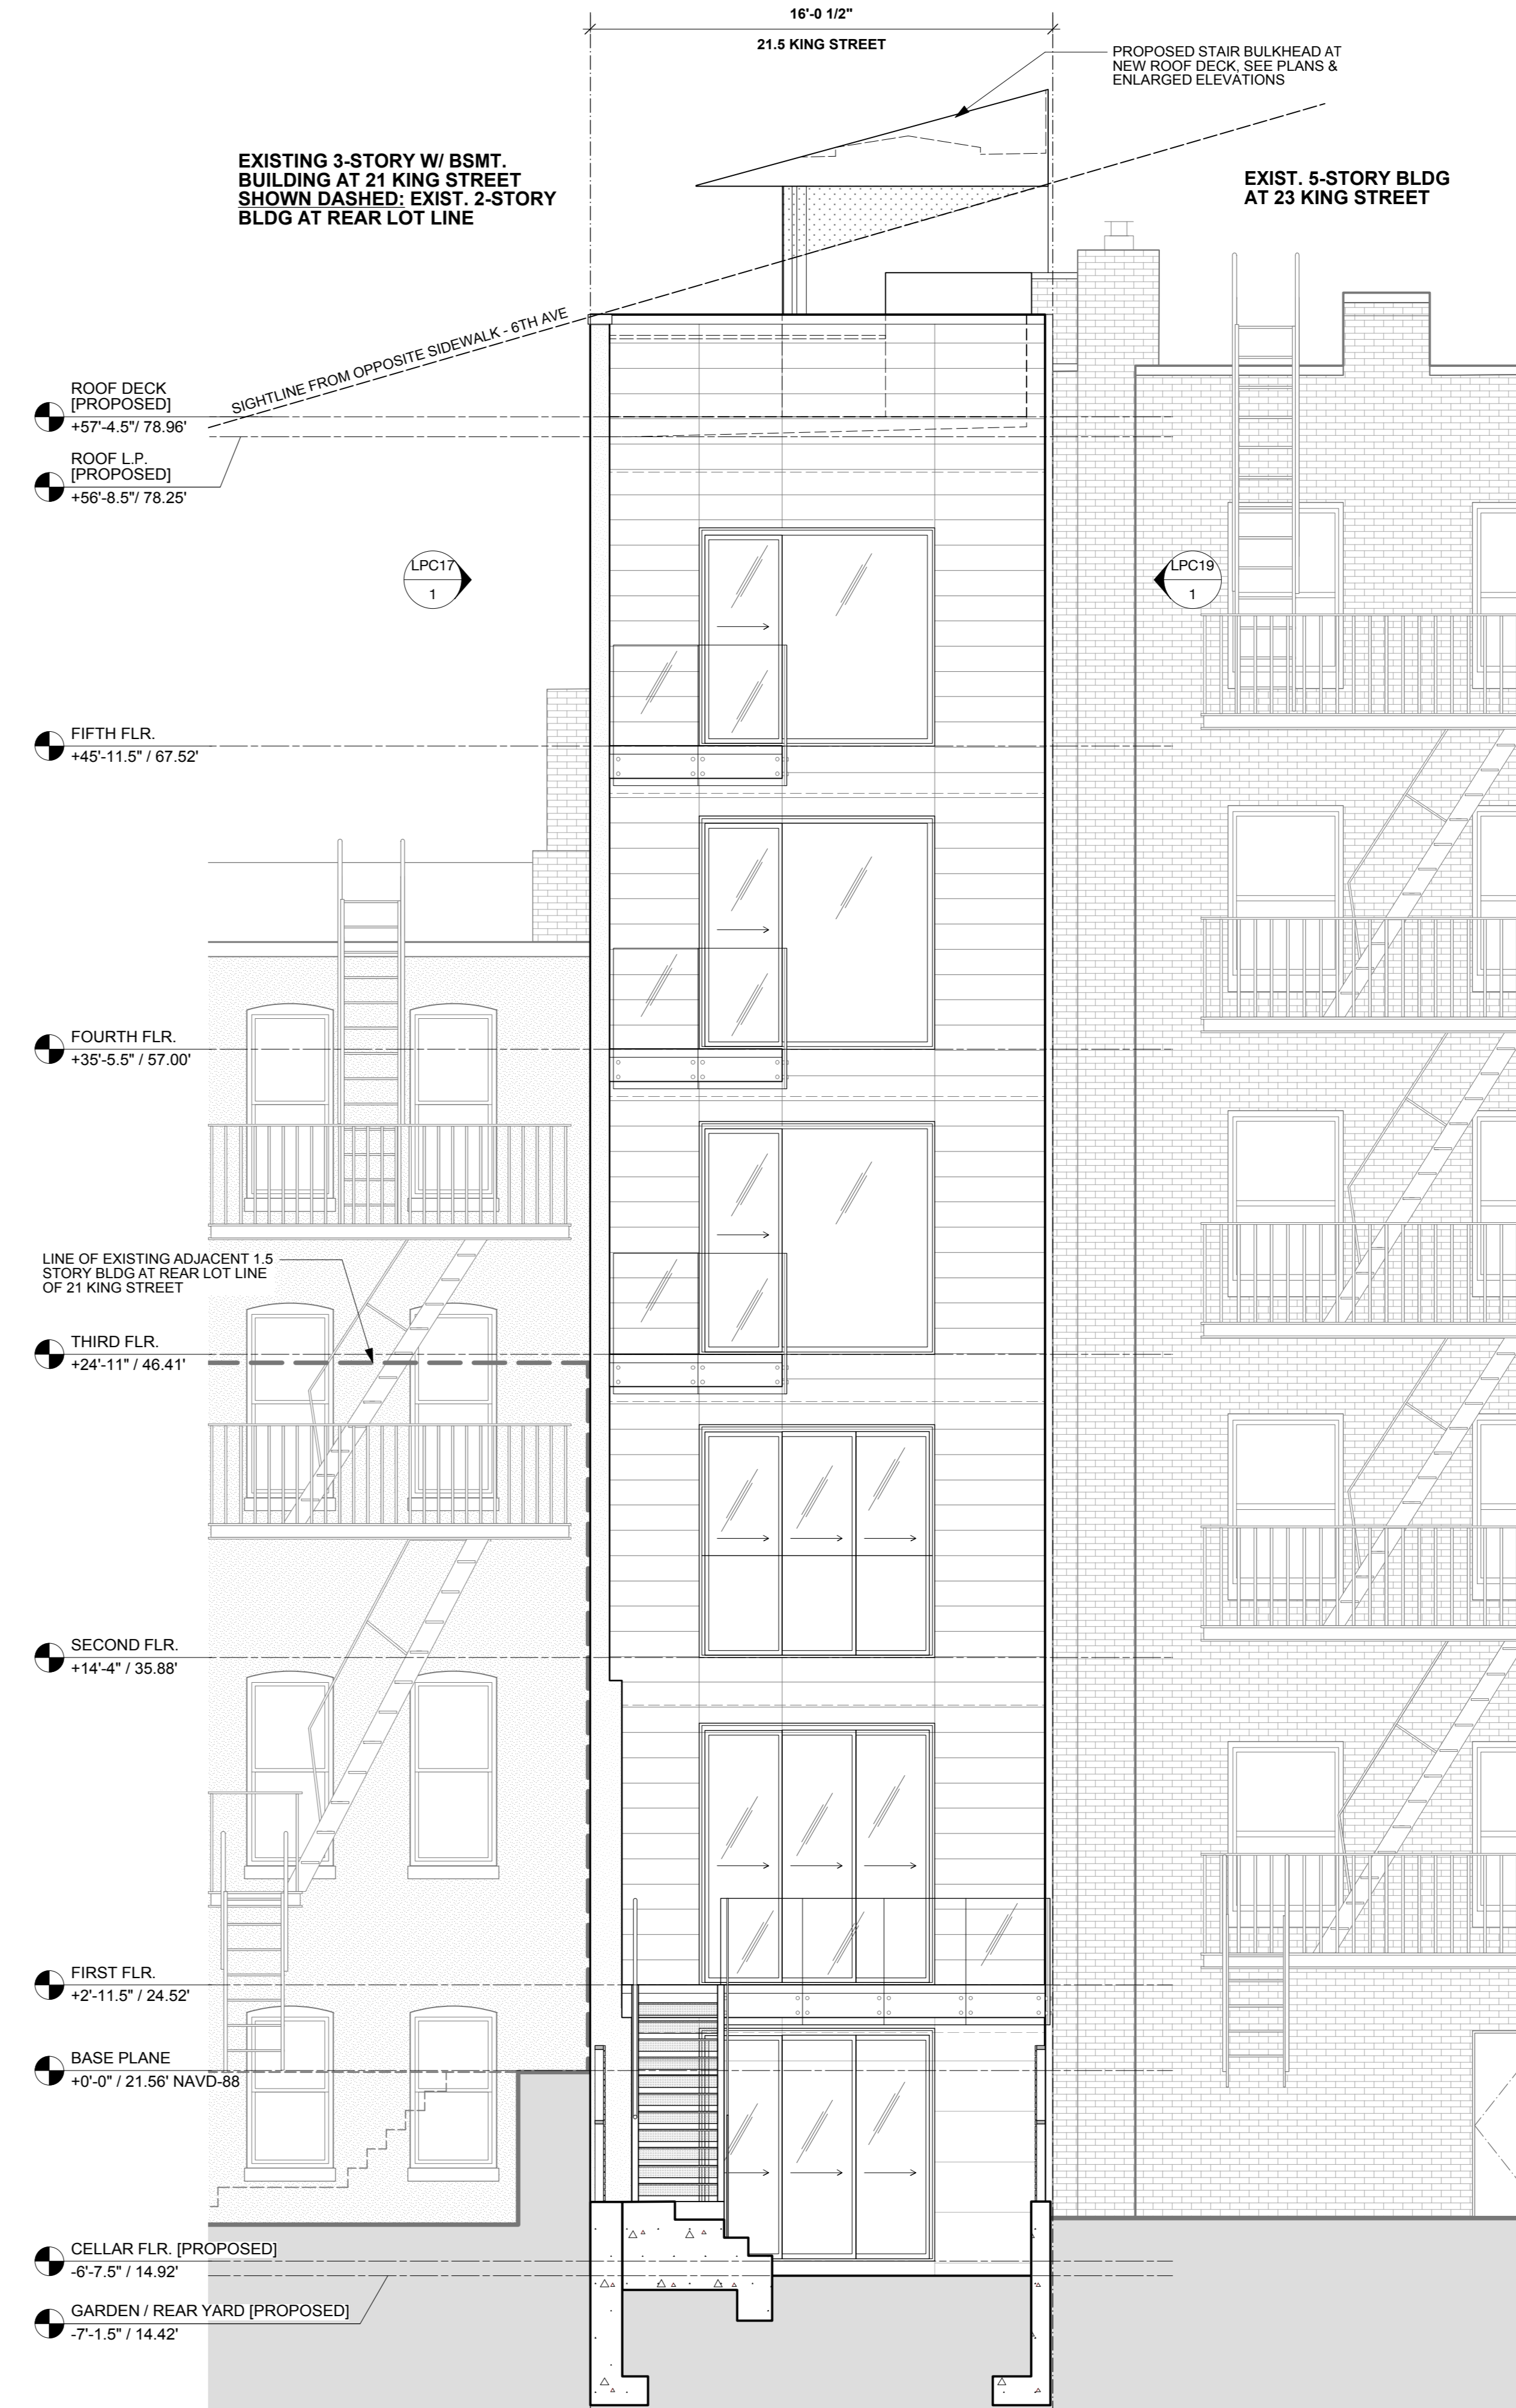 16'-0 1/2"
21.5 KING STREET
PROPOSED STAIR BULKHEAD AT
NEW ROOF DECK, SEE PLANS &
ENLARGED ELEVATIONS
EXISTING 3-STORY W/ BSMT.
BUILDING AT 21 KING STREET
SHOWN DASHED: EXIST. 2-STORY
BLDG AT REAR LOT LINE
EXIST. 5-STORY BLDG
AT 23 KING STREET
SIGHTLINE FROM OPPOSITE SIDEWALK - 6TH AVE
ROOF DECK
[PROPOSED]
+57'-4.5"/ 78.96'
ROOF L.P.
[PROPOSED]
+56'-8.5"/ 78.25'
LPC17
1
LPC19
1
FIFTH FLR.
+45'-11.5" / 67.52'
FOURTH FLR.
+35'-5.5" / 57.00'
LINE OF EXISTING ADJACENT 1.5
STORY BLDG AT REAR LOT LINE
OF 21 KING STREET
THIRD FLR.
+24'-11" / 46.41'
SECOND FLR.
+14'-4" / 35.88'
FIRST FLR.
+2'-11.5" / 24.52'
BASE PLANE
+0'-0" / 21.56' NAVD-88
CELLAR FLR. [PROPOSED]
-6'-7.5" / 14.92'
GARDEN / REAR YARD [PROPOSED]
-7'-1.5" / 14.42'